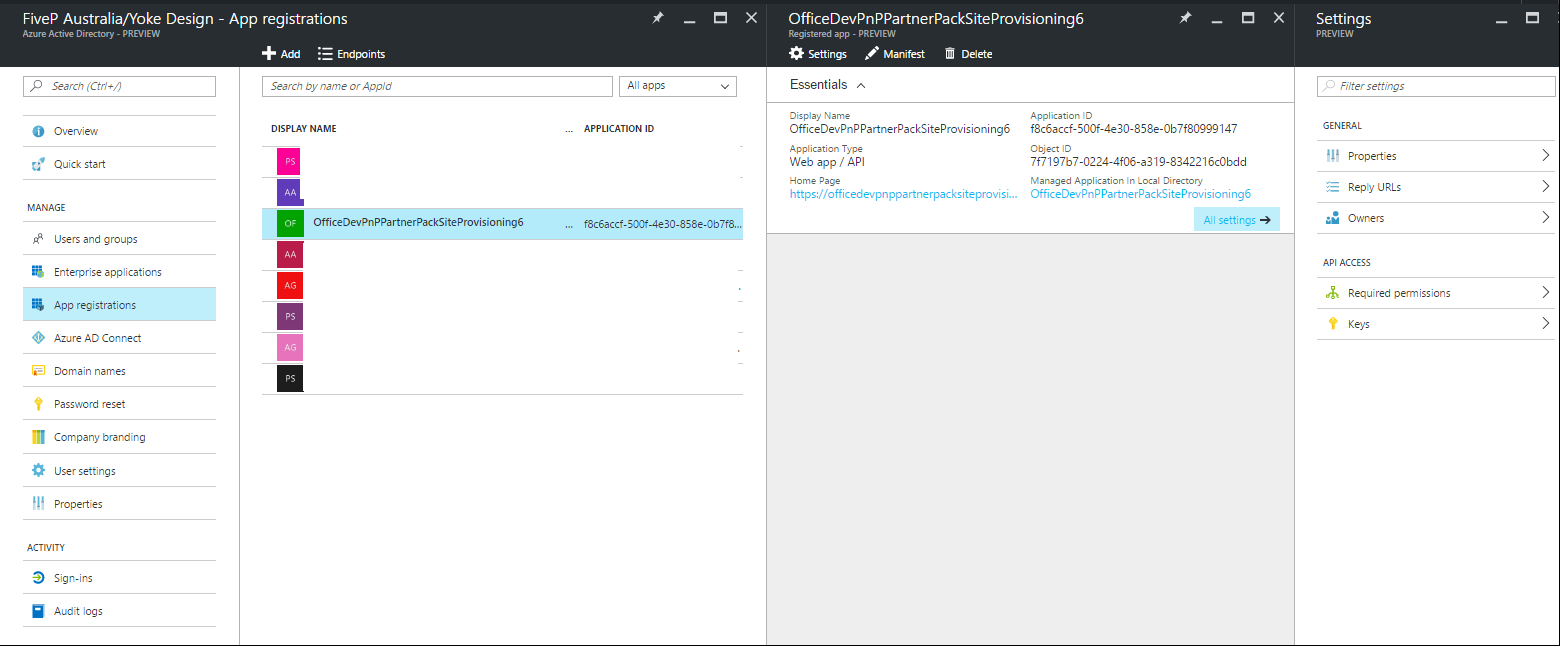 FiveP Australia/Yoke Design - App registrations
Azure Active Directory - PREVIEW
Add
Endpoints
Search (Ctrl+/)
Overview
Quick start
MANAGE
Users and groups
Enterprise applications
App registrations
Azure AD Connect
Domain names
Password reset
Company branding
User settings
Properties
ACTIVITY
Sign-ins
Audit logs
Search by name or AppId
All apps
DISPLAY NAME ... APPLICATION ID
PS
AA
OF OfficeDevPnPPartnerPackSiteProvisioning6 ... f8c6accf-500f-4e30-858e-0b7f8...
AA
AG
PS
AG
PS
OfficeDevPnPPartnerPackSiteProvisioning6
Registered app - PREVIEW
Settings
Manifest
Delete
Essentials
Display Name
OfficeDevPnPPartnerPackSiteProvisioning6
Application ID
f8c6accf-500f-4e30-858e-0b7f80999147
Application Type
Web app / API
Object ID
7f7197b7-0224-4f06-a319-8342216c0bdd
Home Page
https://officedevpnppartnerpacksiteprovisi...
Managed Application In Local Directory
OfficeDevPnPPartnerPackSiteProvisioning6
All settings
Settings
PREVIEW
Filter settings
GENERAL
Properties
Reply URLs
Owners
API ACCESS
Required permissions
Keys